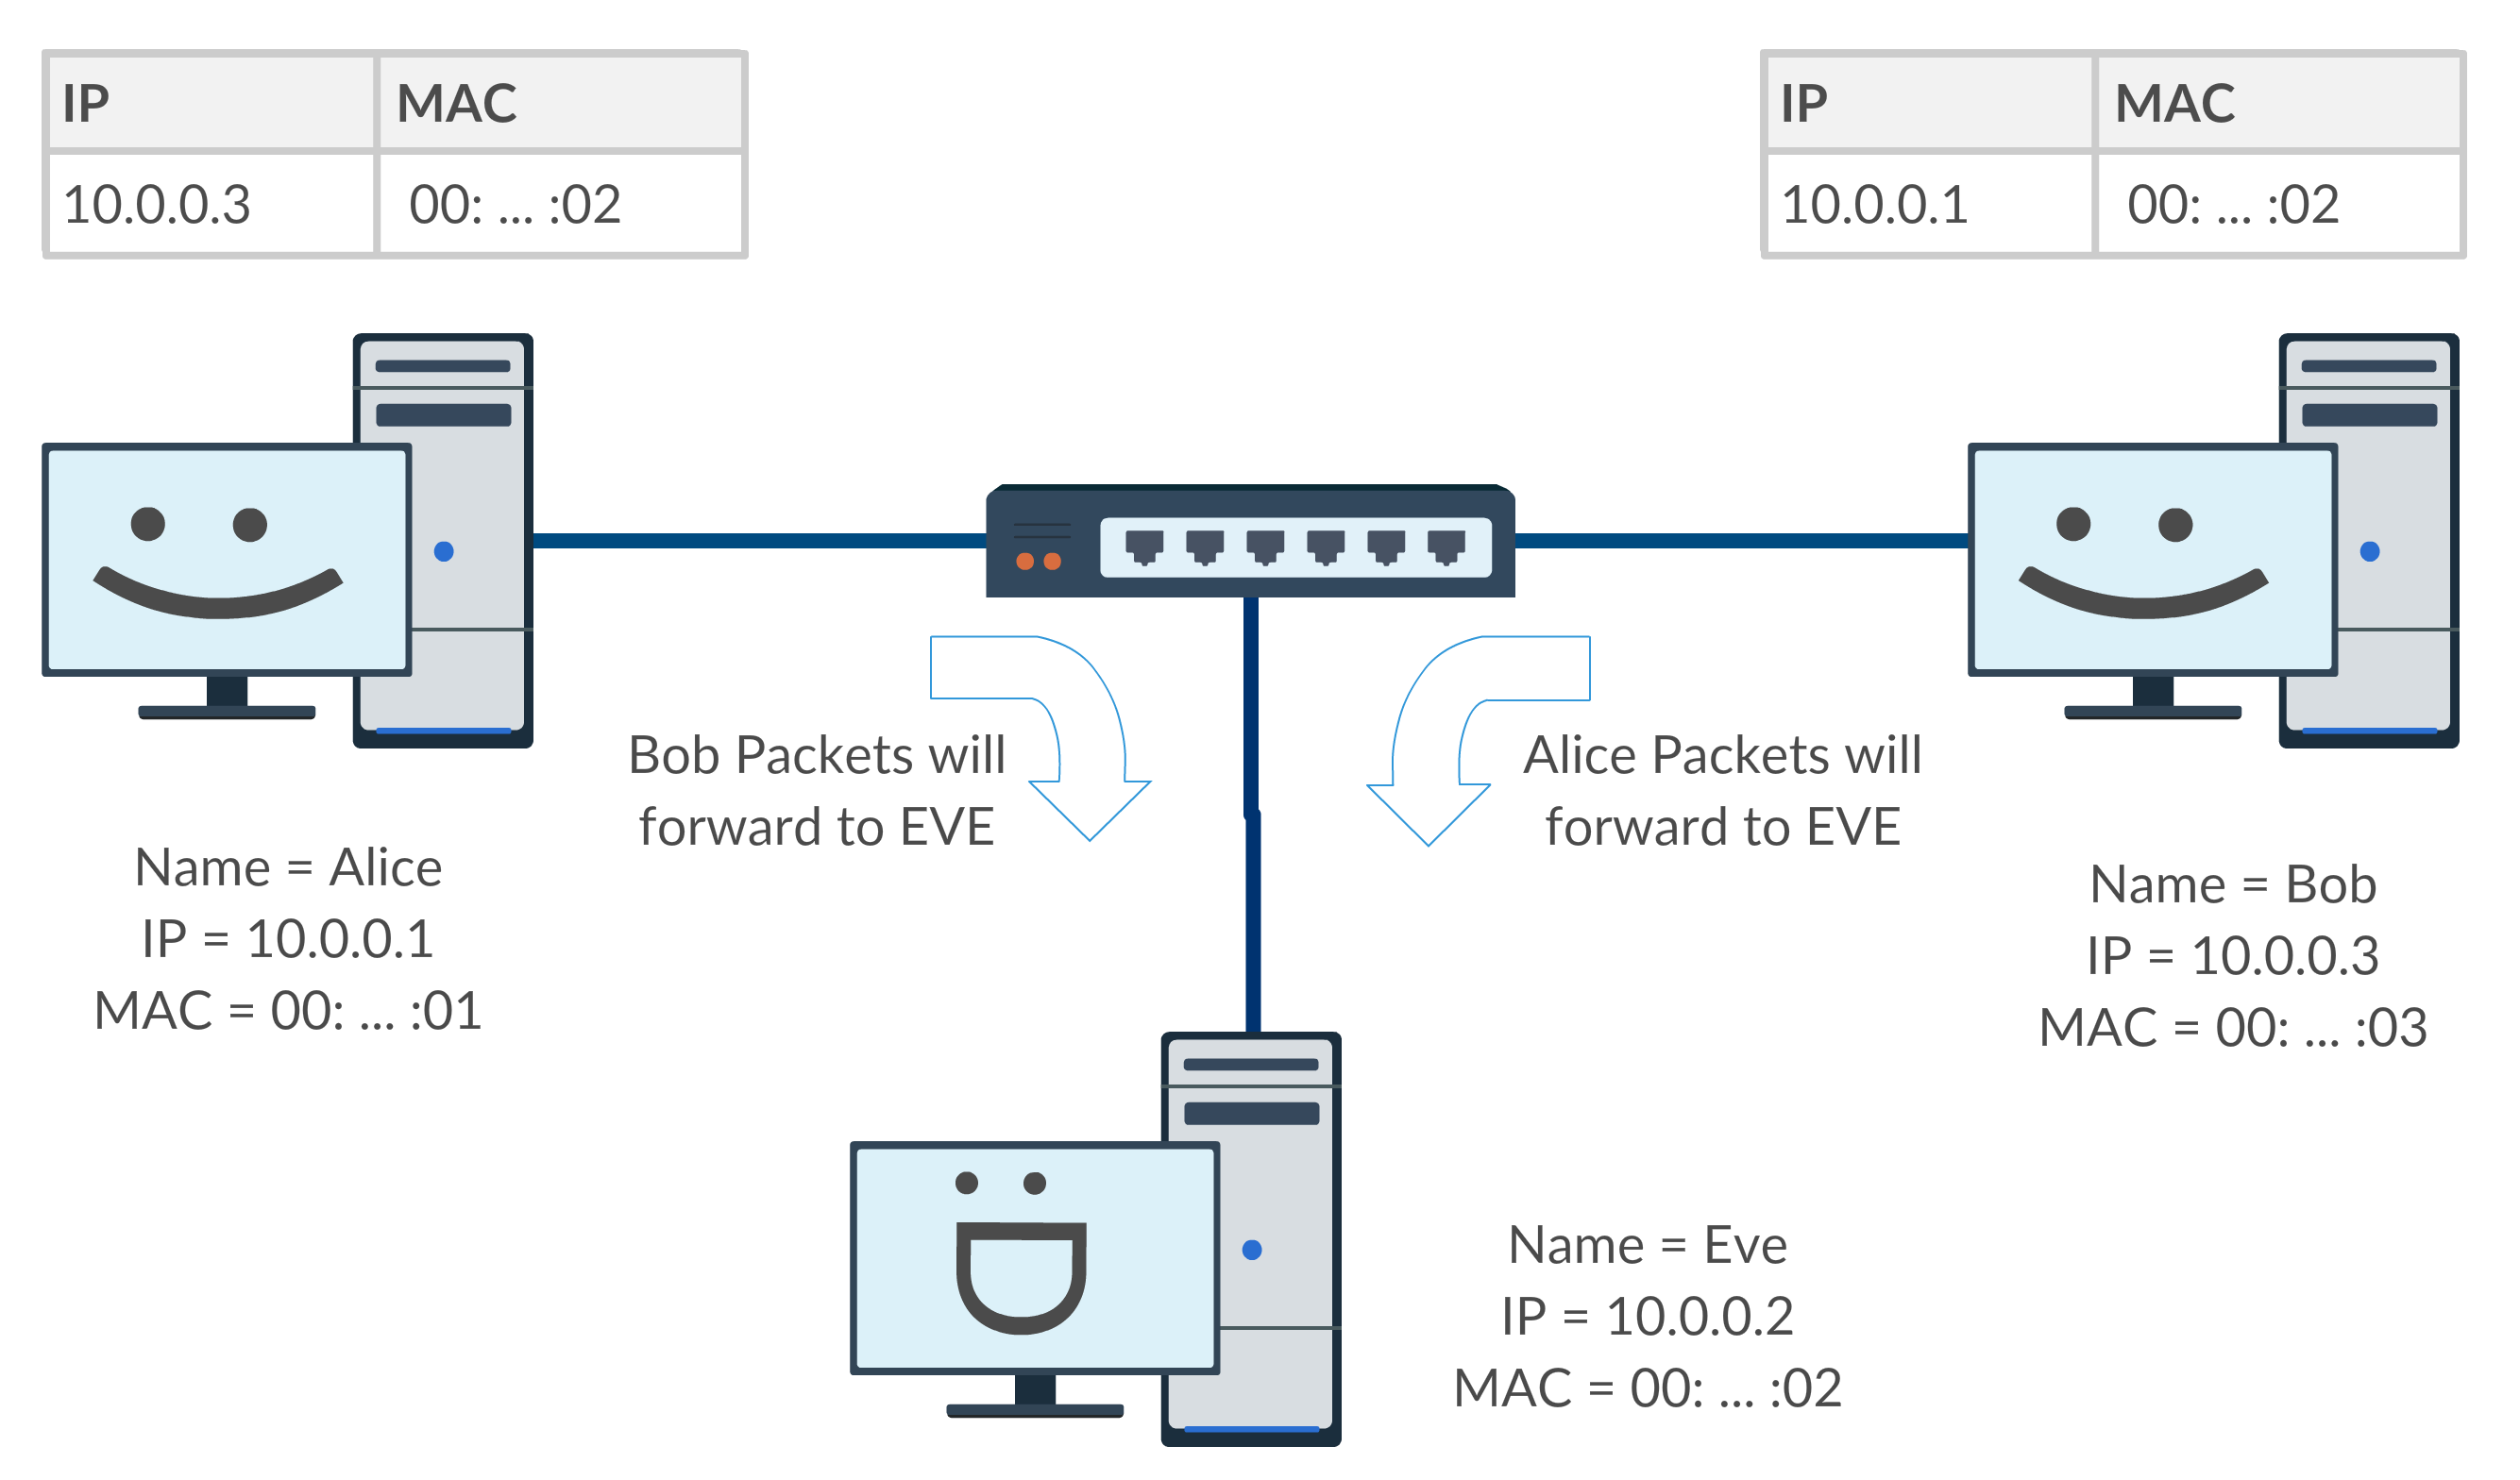 IP MAC
10.0.0.3 00: ... :02
IP MAC
10.0.0.1 00: ... :02
Bob Packets will
forward to EVE
Alice Packets will
forward to EVE
Name = Alice
IP = 10.0.0.1
MAC = 00: ... :01
Name = Bob
IP = 10.0.0.3
MAC = 00: ... :03
Name = Eve
IP = 10.0.0.2
MAC = 00: ... :02